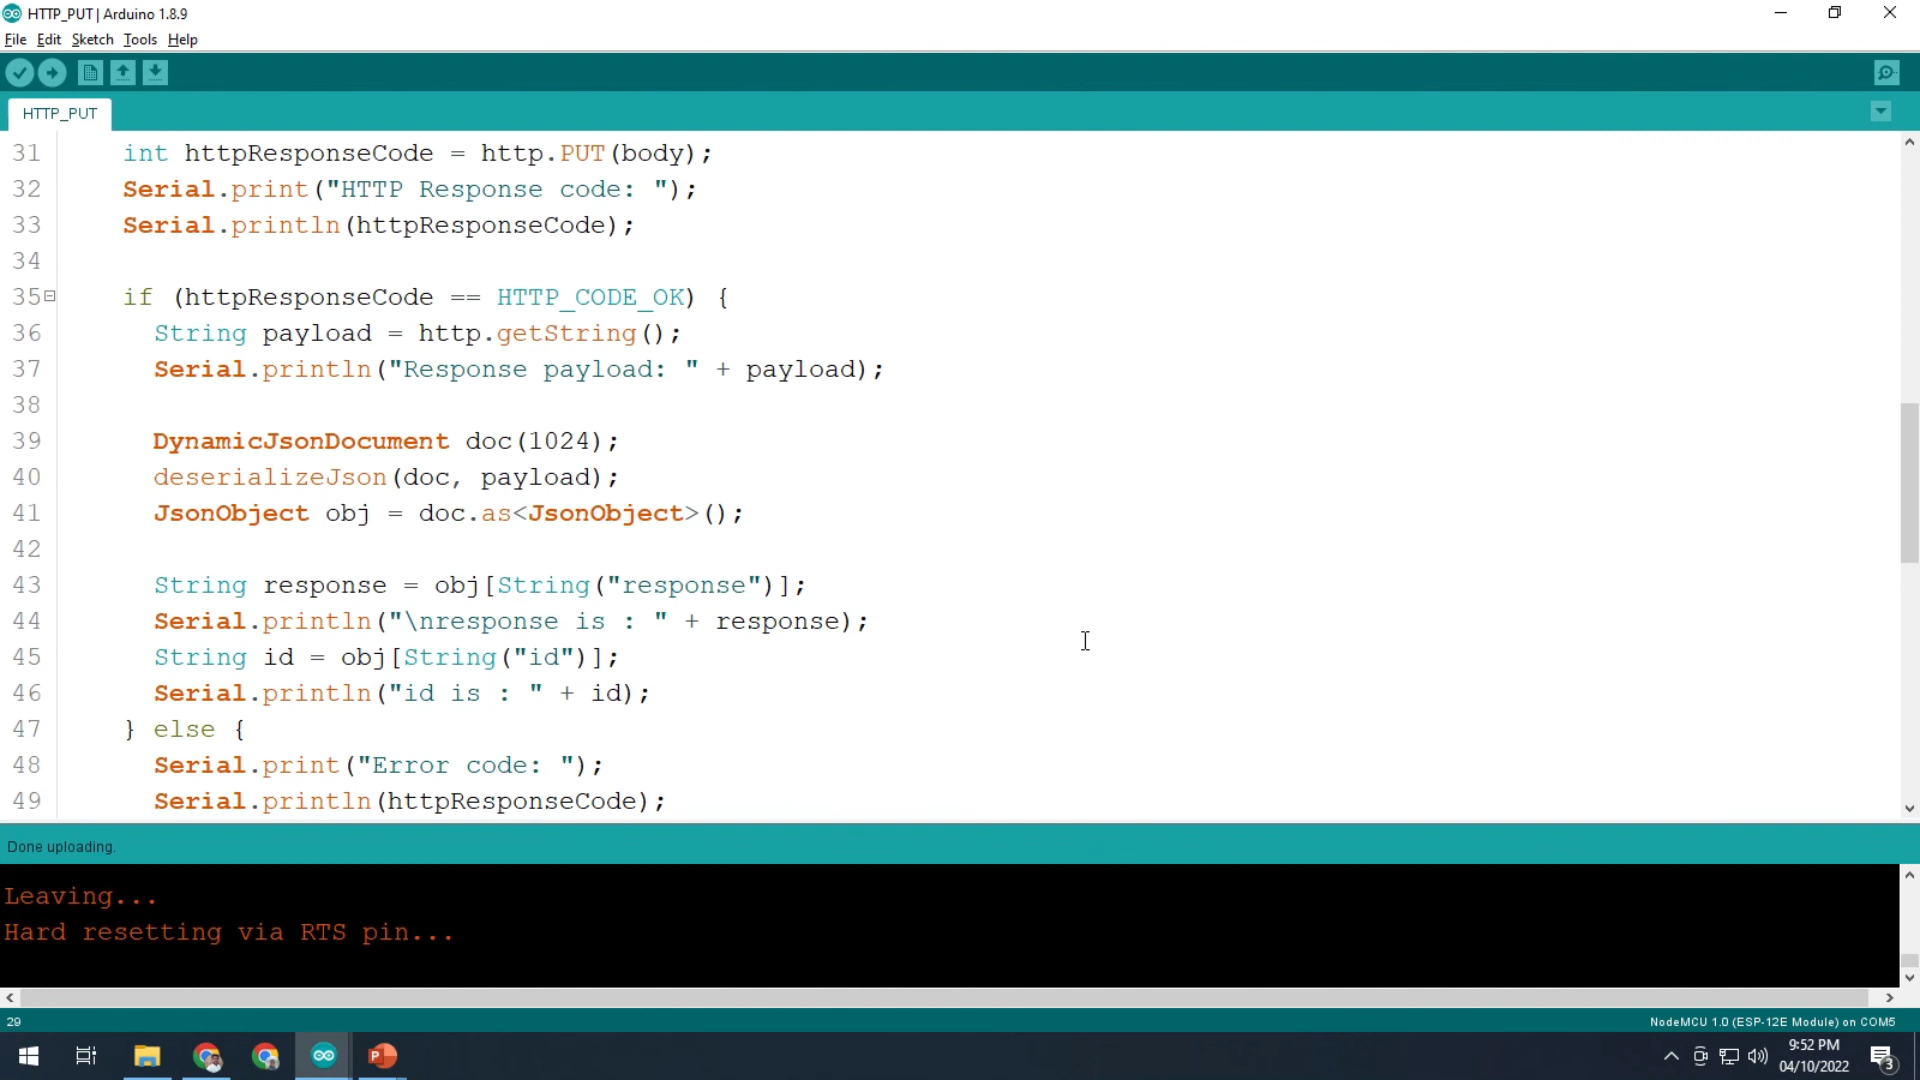 HTTP_PUT | Arduino 1.8.9
File Edit Sketch Tools Help
HTTP_PUT
31 int httpResponseCode = http.PUT(body);
32 Serial.print("HTTP Response code: ");
33 Serial.println(httpResponseCode);
34
35 if (httpResponseCode == HTTP_CODE_OK) {
36 String payload = http.getString();
37 Serial.println("Response payload: " + payload);
38
39 DynamicJsonDocument doc(1024);
40 deserializeJson(doc, payload);
41 JsonObject obj = doc.as<JsonObject>();
42
43 String response = obj[String("response")];
44 Serial.println("\nresponse is : " + response);
45 String id = obj[String("id")];
46 Serial.println("id is : " + id);
47 } else {
48 Serial.print("Error code: ");
49 Serial.println(httpResponseCode);
Done uploading.
Leaving...
Hard resetting via RTS pin...
29
NodeMCU 1.0 (ESP-12E Module) on COM5
9:52 PM
04/10/2022
3